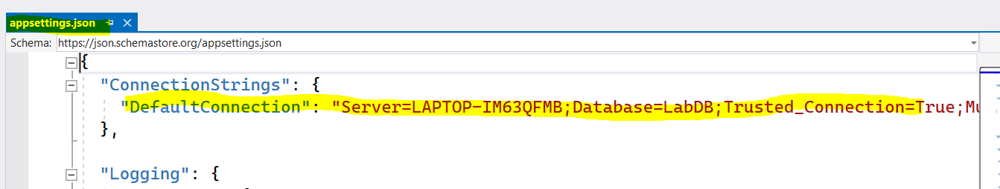 appsettings.json
Schema: https://json.schemastore.org/appsettings.json
{
"ConnectionStrings": {
"DefaultConnection": "Server=LAPTOP-IM63QFMB;Database=LabDB;Trusted_Connection=True;Mu
},
"Logging": {